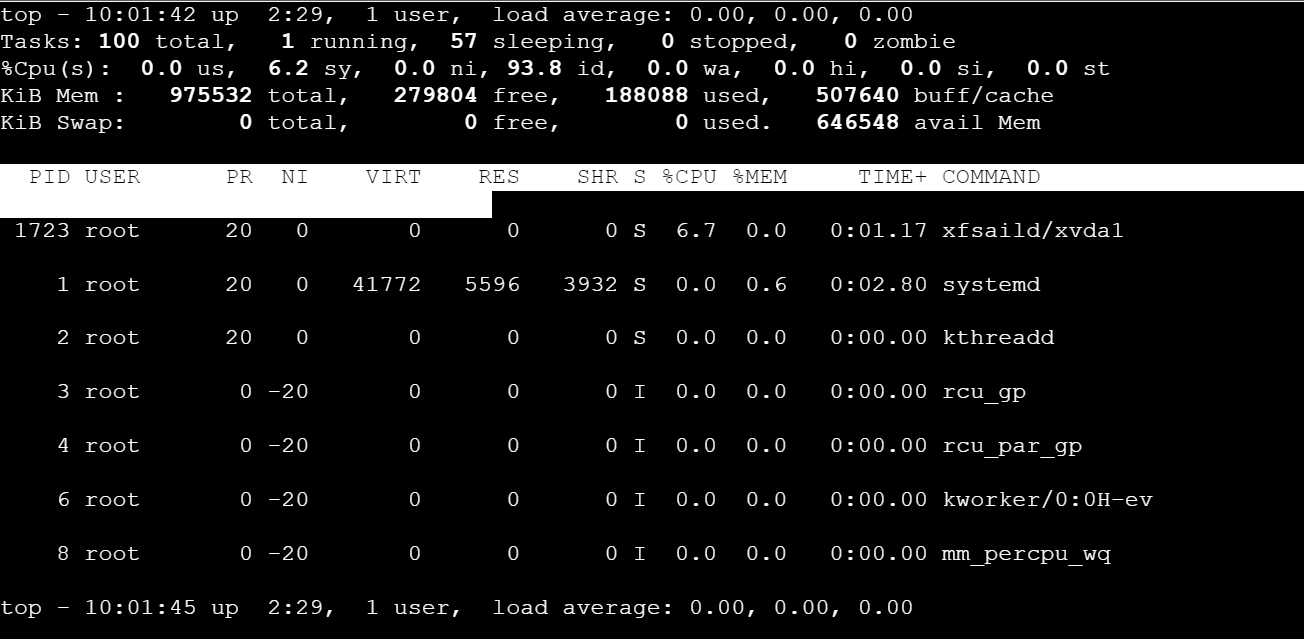 top - 10:01:42 up  2:29,  1 user,  load average: 0.00, 0.00, 0.00
Tasks: 100 total,   1 running,  57 sleeping,   0 stopped,   0 zombie
%Cpu(s):  0.0 us,  6.2 sy,  0.0 ni, 93.8 id,  0.0 wa,  0.0 hi,  0.0 si,  0.0 st
KiB Mem :   975532 total,   279804 free,   188088 used,   507640 buff/cache
KiB Swap:        0 total,        0 free,        0 used.   646548 avail Mem
  PID USER      PR  NI    VIRT    RES    SHR S %CPU %MEM     TIME+ COMMAND
 1723 root      20   0       0      0      0 S  6.7  0.0   0:01.17 xfsaild/xvda1
    1 root      20   0   41772   5596   3932 S  0.0  0.6   0:02.80 systemd
    2 root      20   0       0      0      0 S  0.0  0.0   0:00.00 kthreadd
    3 root       0 -20       0      0      0 I  0.0  0.0   0:00.00 rcu_gp
    4 root       0 -20       0      0      0 I  0.0  0.0   0:00.00 rcu_par_gp
    6 root       0 -20       0      0      0 I  0.0  0.0   0:00.00 kworker/0:0H-ev
    8 root       0 -20       0      0      0 I  0.0  0.0   0:00.00 mm_percpu_wq
top - 10:01:45 up  2:29,  1 user,  load average: 0.00, 0.00, 0.00